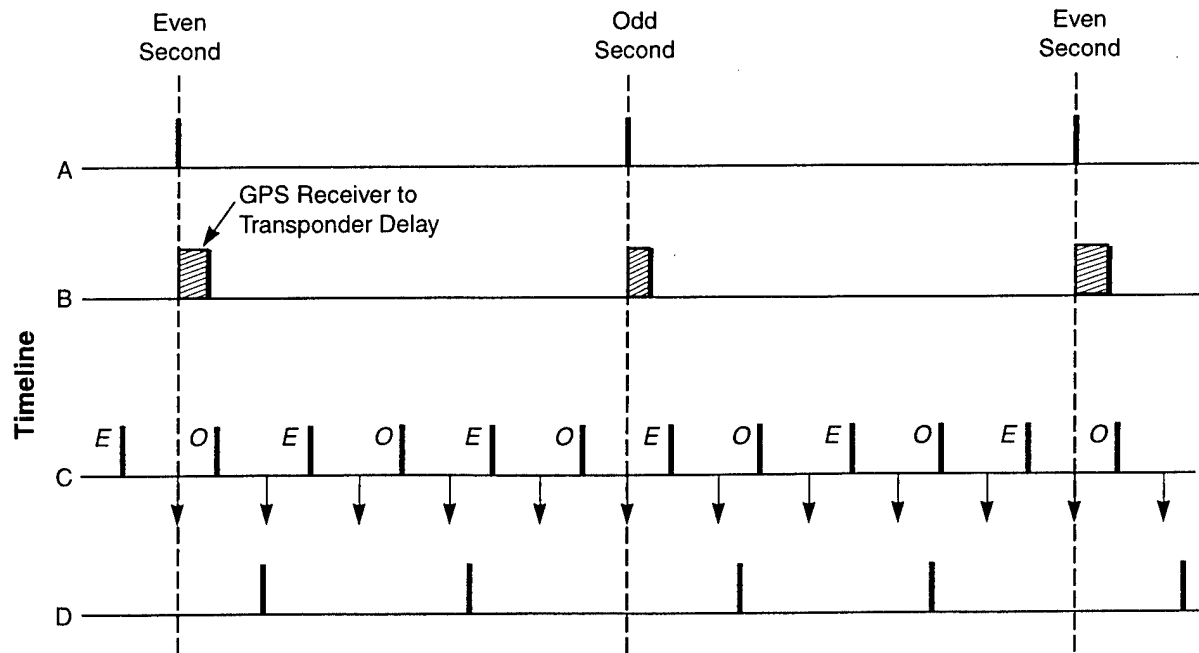 Even
Second
Odd
Second
Even
Second
A
GPS Receiver to
Transponder Delay
B
Timeline
E O E O E O E O E O E O
C
D